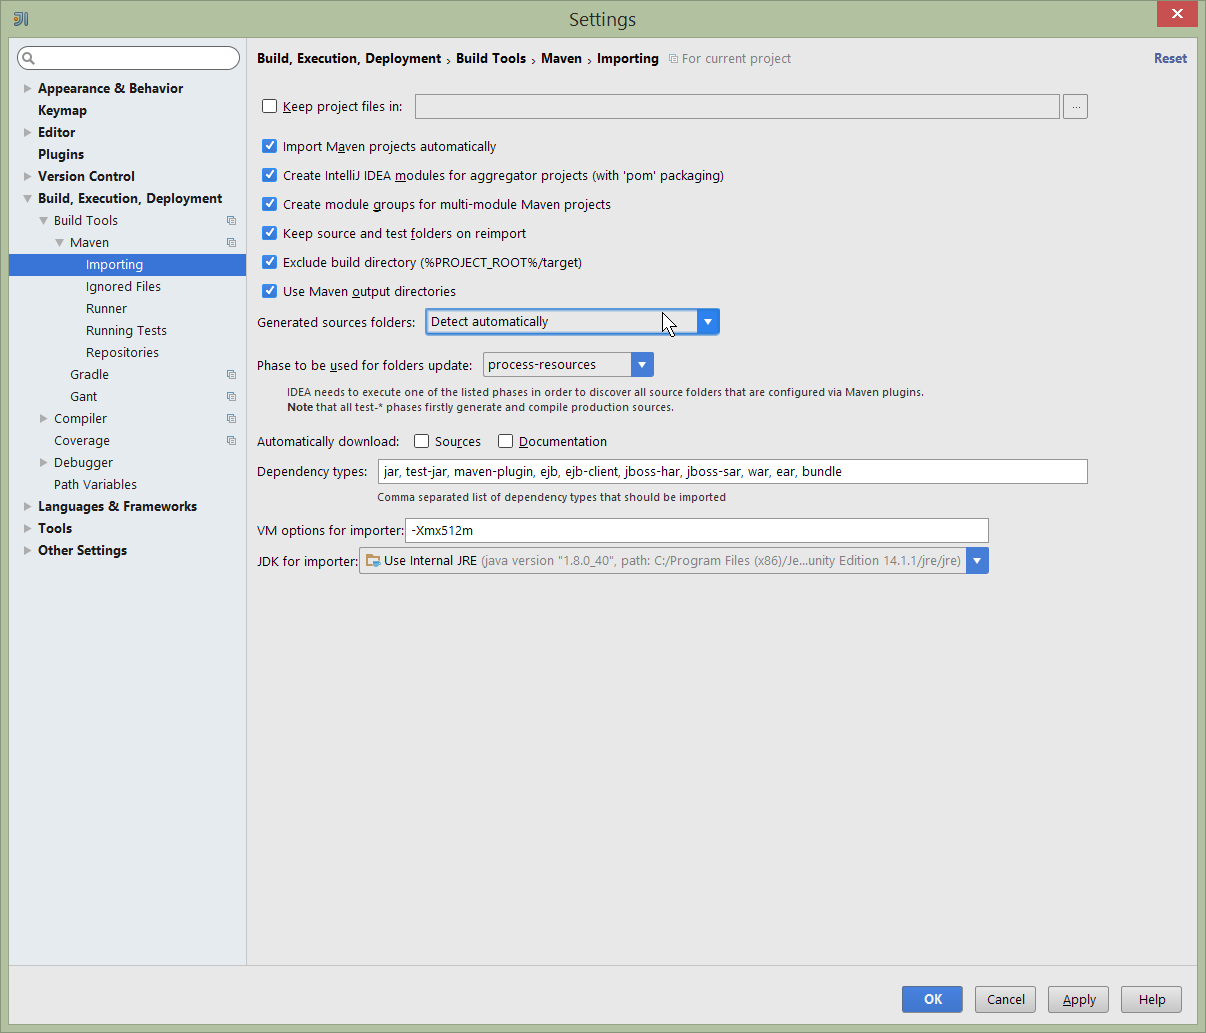 Settings
Appearance & Behavior
Keymap
Editor
Plugins
Version Control
Build, Execution, Deployment
Build Tools
Maven
Importing
Ignored Files
Runner
Running Tests
Repositories
Gradle
Gant
Compiler
Coverage
Debugger
Path Variables
Languages & Frameworks
Tools
Other Settings
Build, Execution, Deployment › Build Tools › Maven › Importing For current project Reset
Keep project files in: ...
Import Maven projects automatically
Create IntelliJ IDEA modules for aggregator projects (with 'pom' packaging)
Create module groups for multi-module Maven projects
Keep source and test folders on reimport
Exclude build directory (%PROJECT_ROOT%/target)
Use Maven output directories
Generated sources folders: Detect automatically
Phase to be used for folders update: process-resources
IDEA needs to execute one of the listed phases in order to discover all source folders that are configured via Maven plugins.
Note that all test-* phases firstly generate and compile production sources.
Automatically download: Sources Documentation
Dependency types: jar, test-jar, maven-plugin, ejb, ejb-client, jboss-har, jboss-sar, war, ear, bundle
Comma separated list of dependency types that should be imported
VM options for importer: -Xmx512m
JDK for importer: Use Internal JRE (java version "1.8.0_40", path: C:/Program Files (x86)/Je...unity Edition 14.1.1/jre/jre)
OK Cancel Apply Help